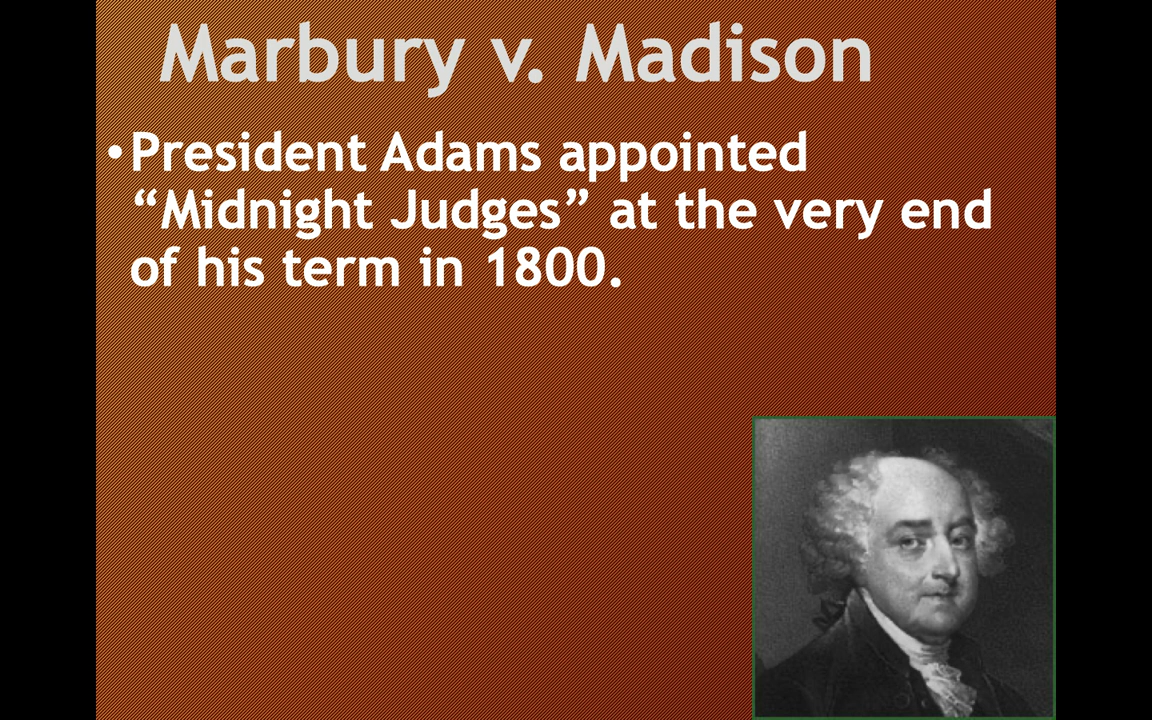 Marbury v. Madison
•President Adams appointed
“Midnight Judges” at the very end
of his term in 1800.